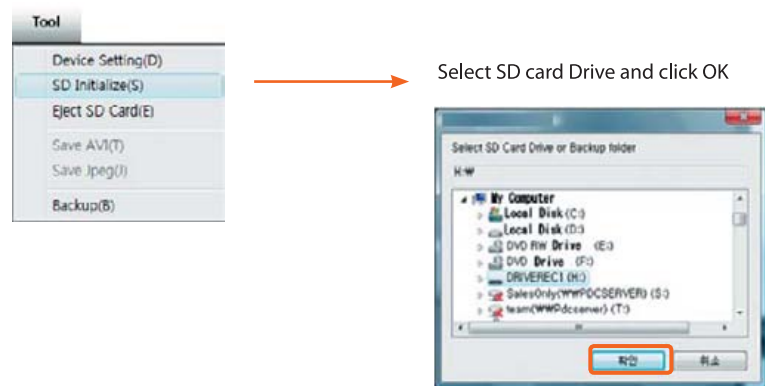 Tool
Device Setting(D)
SD Initialize(S)
Eject SD Card(E)
Save AVI(T)
Save Jpeg(J)
Backup(B)
Select SD card Drive and click OK
Select SD Card Drive or Backup folder
H:₩
My Computer
Local Disk (C:)
Local Disk (D:)
DVD RW Drive (E:)
DVD Drive (F:)
DRIVEREC1 (H:)
SalesOnly(₩₩PDCSERVER) (S:)
team(₩₩Pdcserver) (T:)
확인 취소